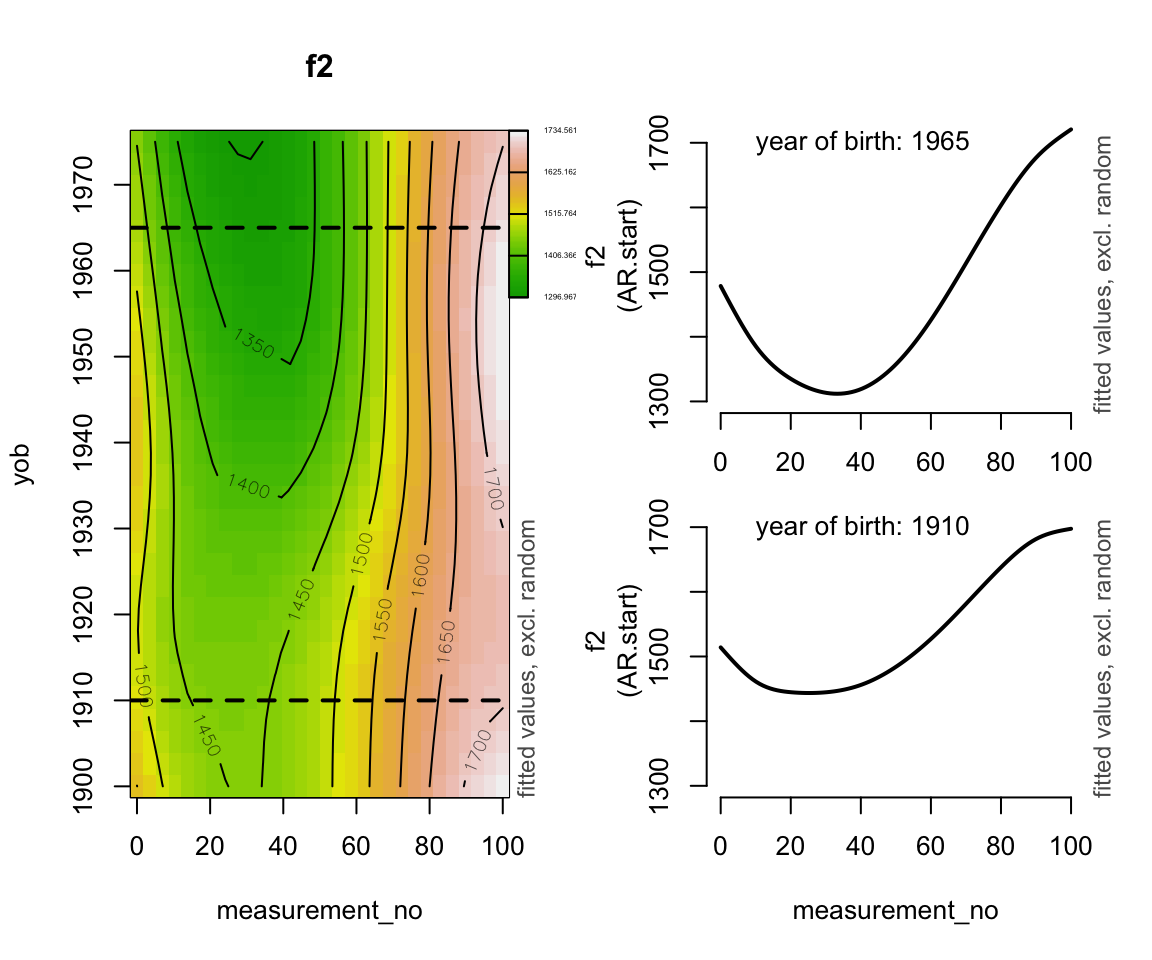 f2
yob
1970
1960
1950
1940
1930
1920
1910
1900
0 20 40 60 80 100
measurement_no
1350
1400
1450
1500
1550
1600
1650
1700
1500
1450
1700
1734.561
1625.162
1515.764
1406.366
1296.967
fitted values, excl. random
year of birth: 1965
f2
(AR.start)
1700
1500
1300
0 20 40 60 80 100
fitted values, excl. random
year of birth: 1910
f2
(AR.start)
1700
1500
1300
0 20 40 60 80 100
measurement_no
fitted values, excl. random